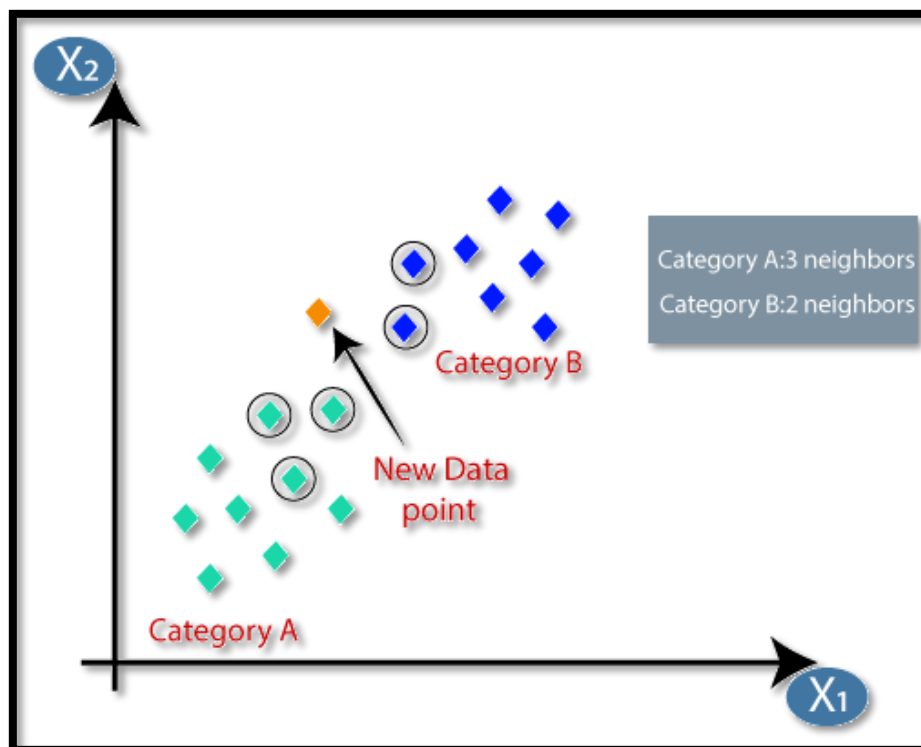 X₂
Category A:3 neighbors
Category B:2 neighbors
Category B
New Data
point
Category A
X₁